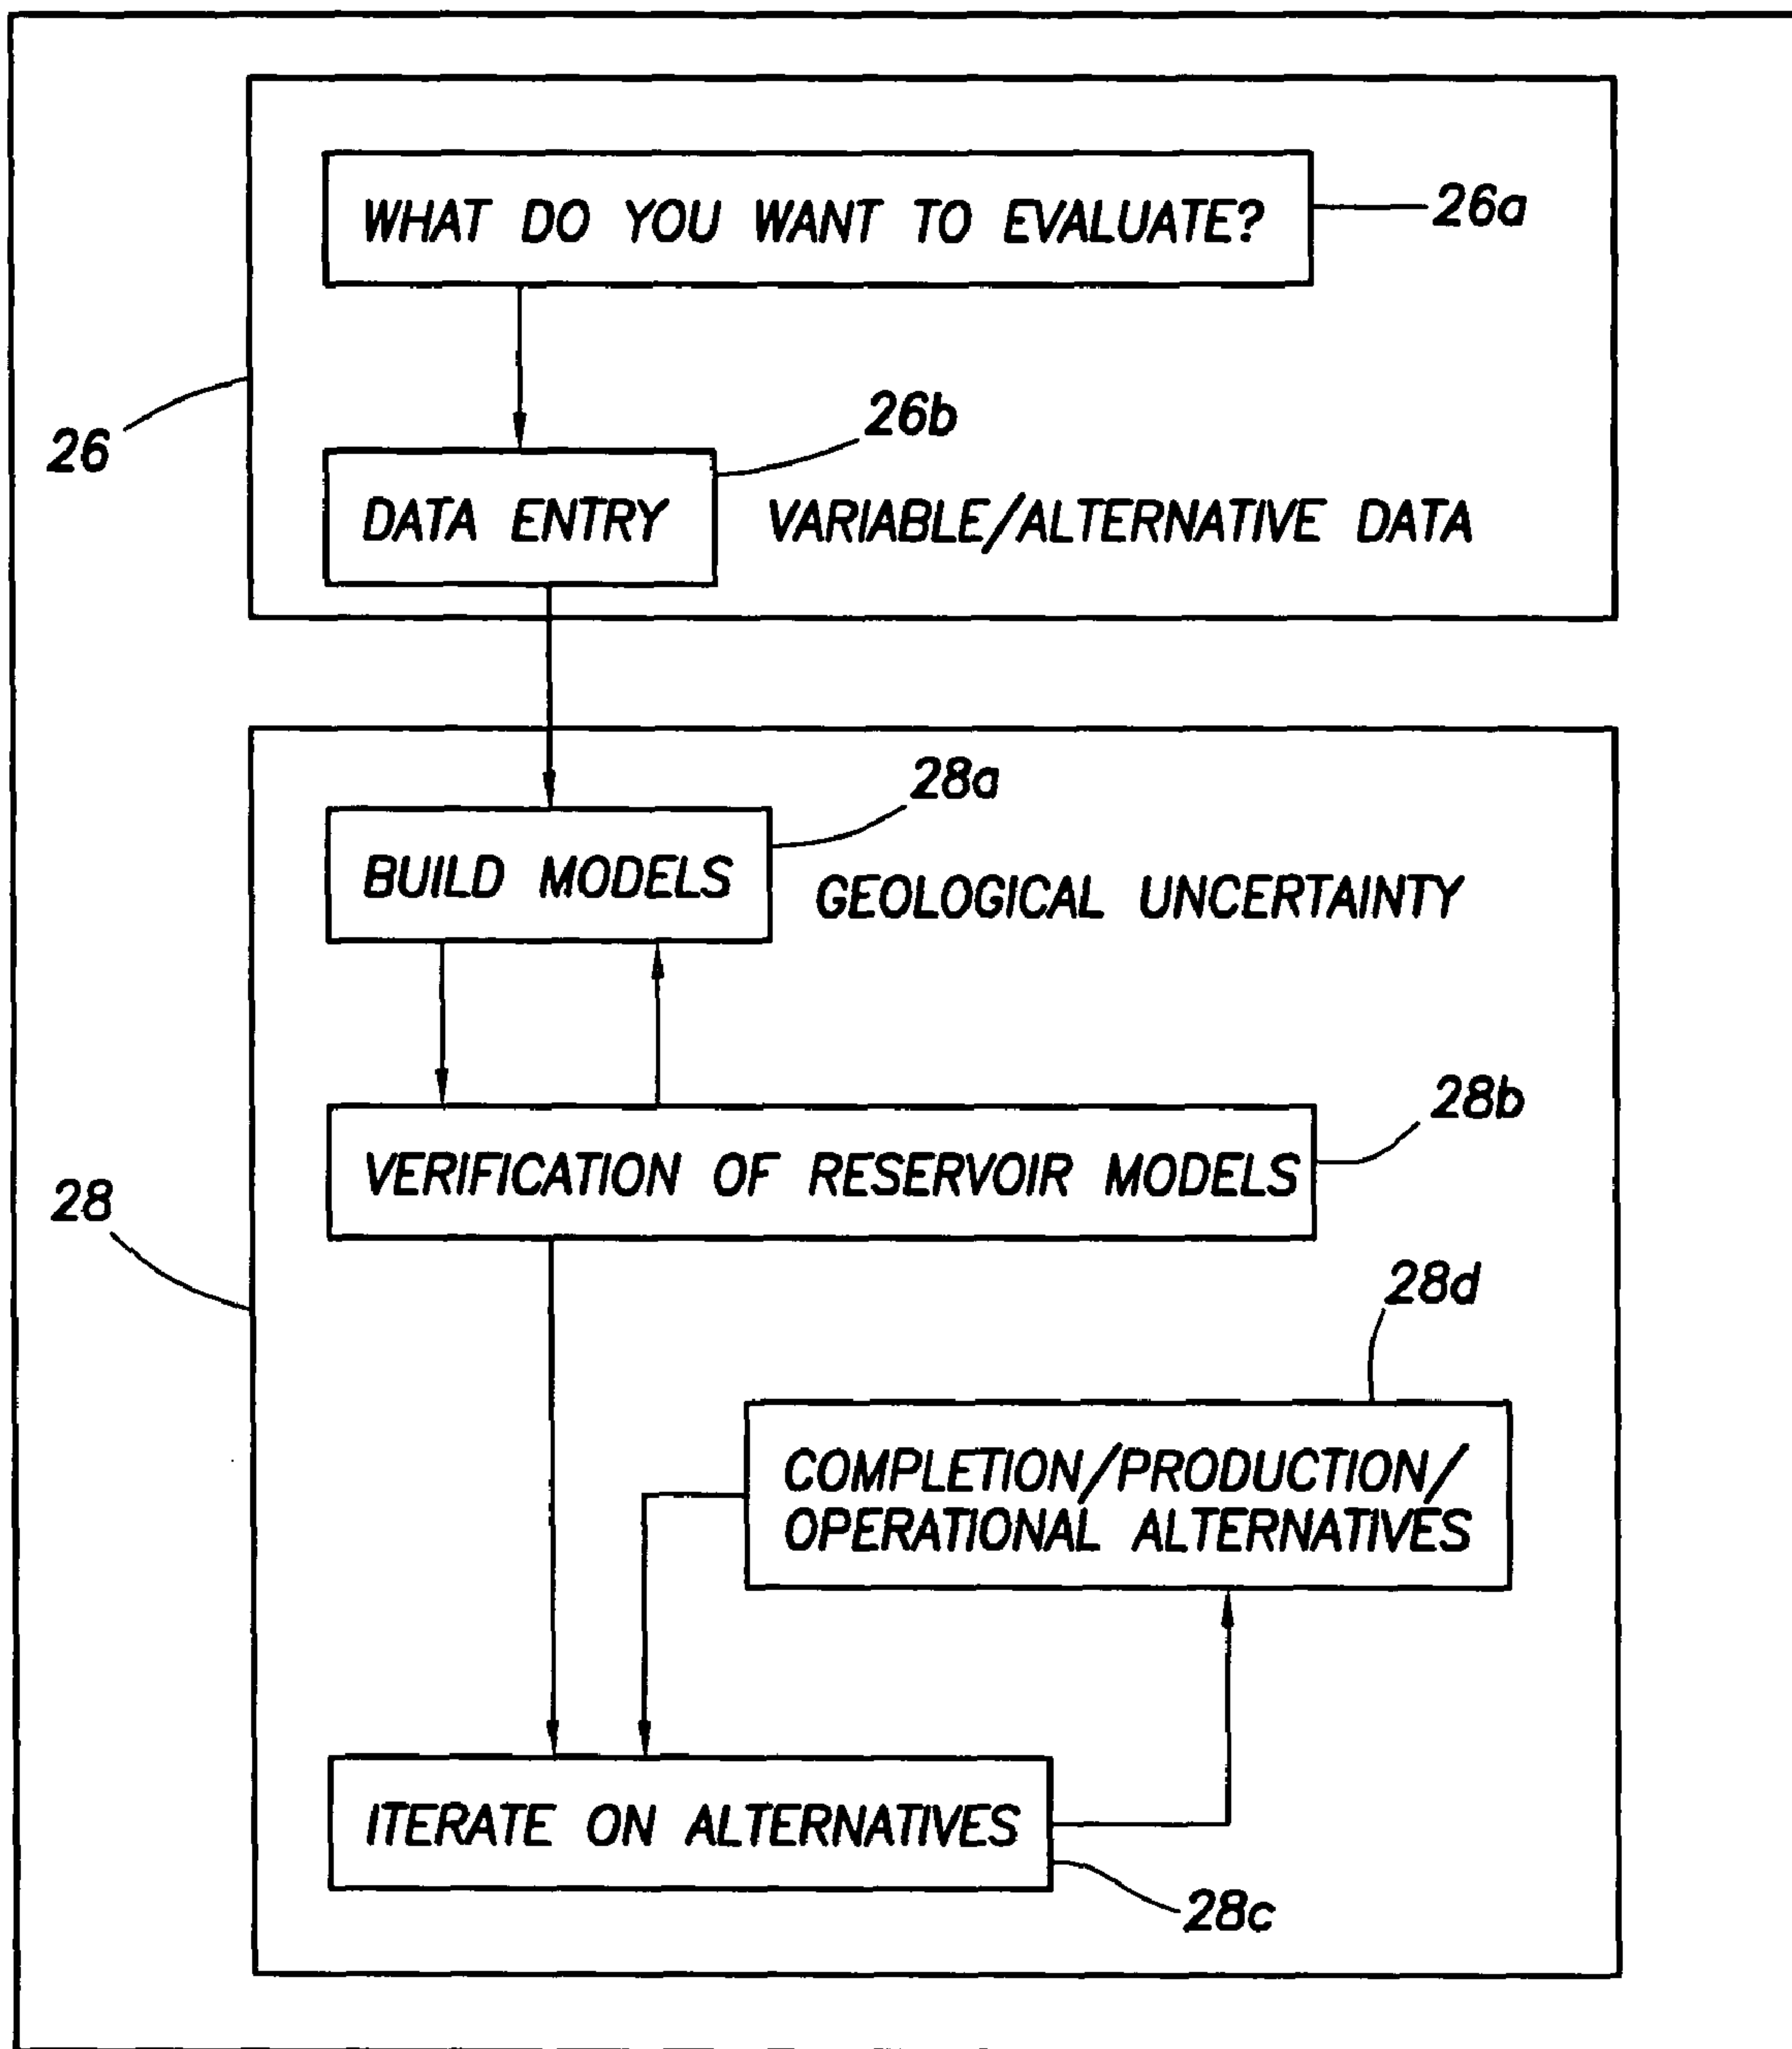 WHAT DO YOU WANT TO EVALUATE?
26a
26
26b
DATA ENTRY
VARIABLE/ALTERNATIVE DATA
28a
BUILD MODELS
GEOLOGICAL UNCERTAINTY
28b
VERIFICATION OF RESERVOIR MODELS
28
28d
COMPLETION/PRODUCTION/
OPERATIONAL ALTERNATIVES
ITERATE ON ALTERNATIVES
28c